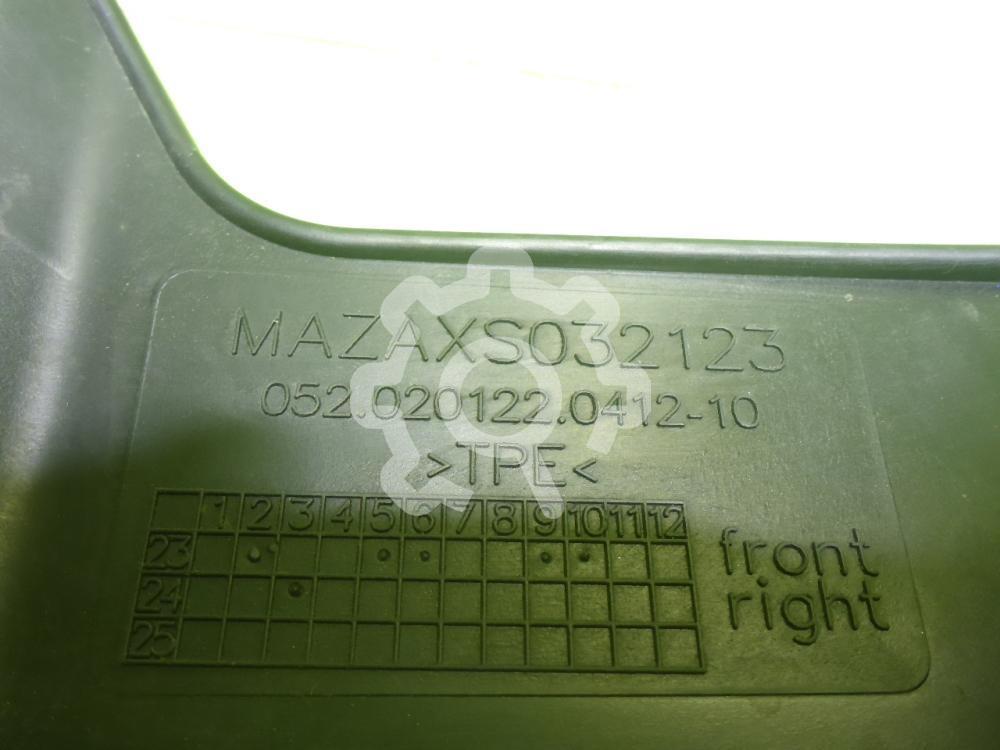 MAZAXS032123
052.020122.0412-10
>TPE<
1 2 3 4 5 6 7 8 9 10 11 12
23
24
25
front
right